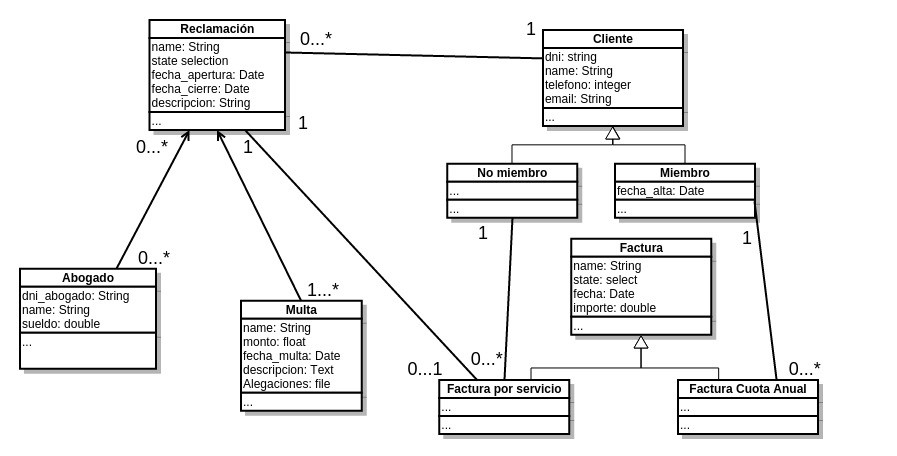 Reclamación
name: String
state selection
fecha_apertura: Date
fecha_cierre: Date
descripcion: String
...
0...*
1
Cliente
dni: string
name: String
telefono: integer
email: String
...
1
0...*
1
No miembro
...
...
Miembro
fecha_alta: Date
...
1
1
Factura
name: String
state: select
fecha: Date
importe: double
...
0...*
Abogado
dni_abogado: String
name: String
sueldo: double
...
1...*
Multa
name: String
monto: float
fecha_multa: Date
descripcion: Text
Alegaciones: file
...
0...1
0...*
Factura por servicio
...
...
0...*
Factura Cuota Anual
...
...